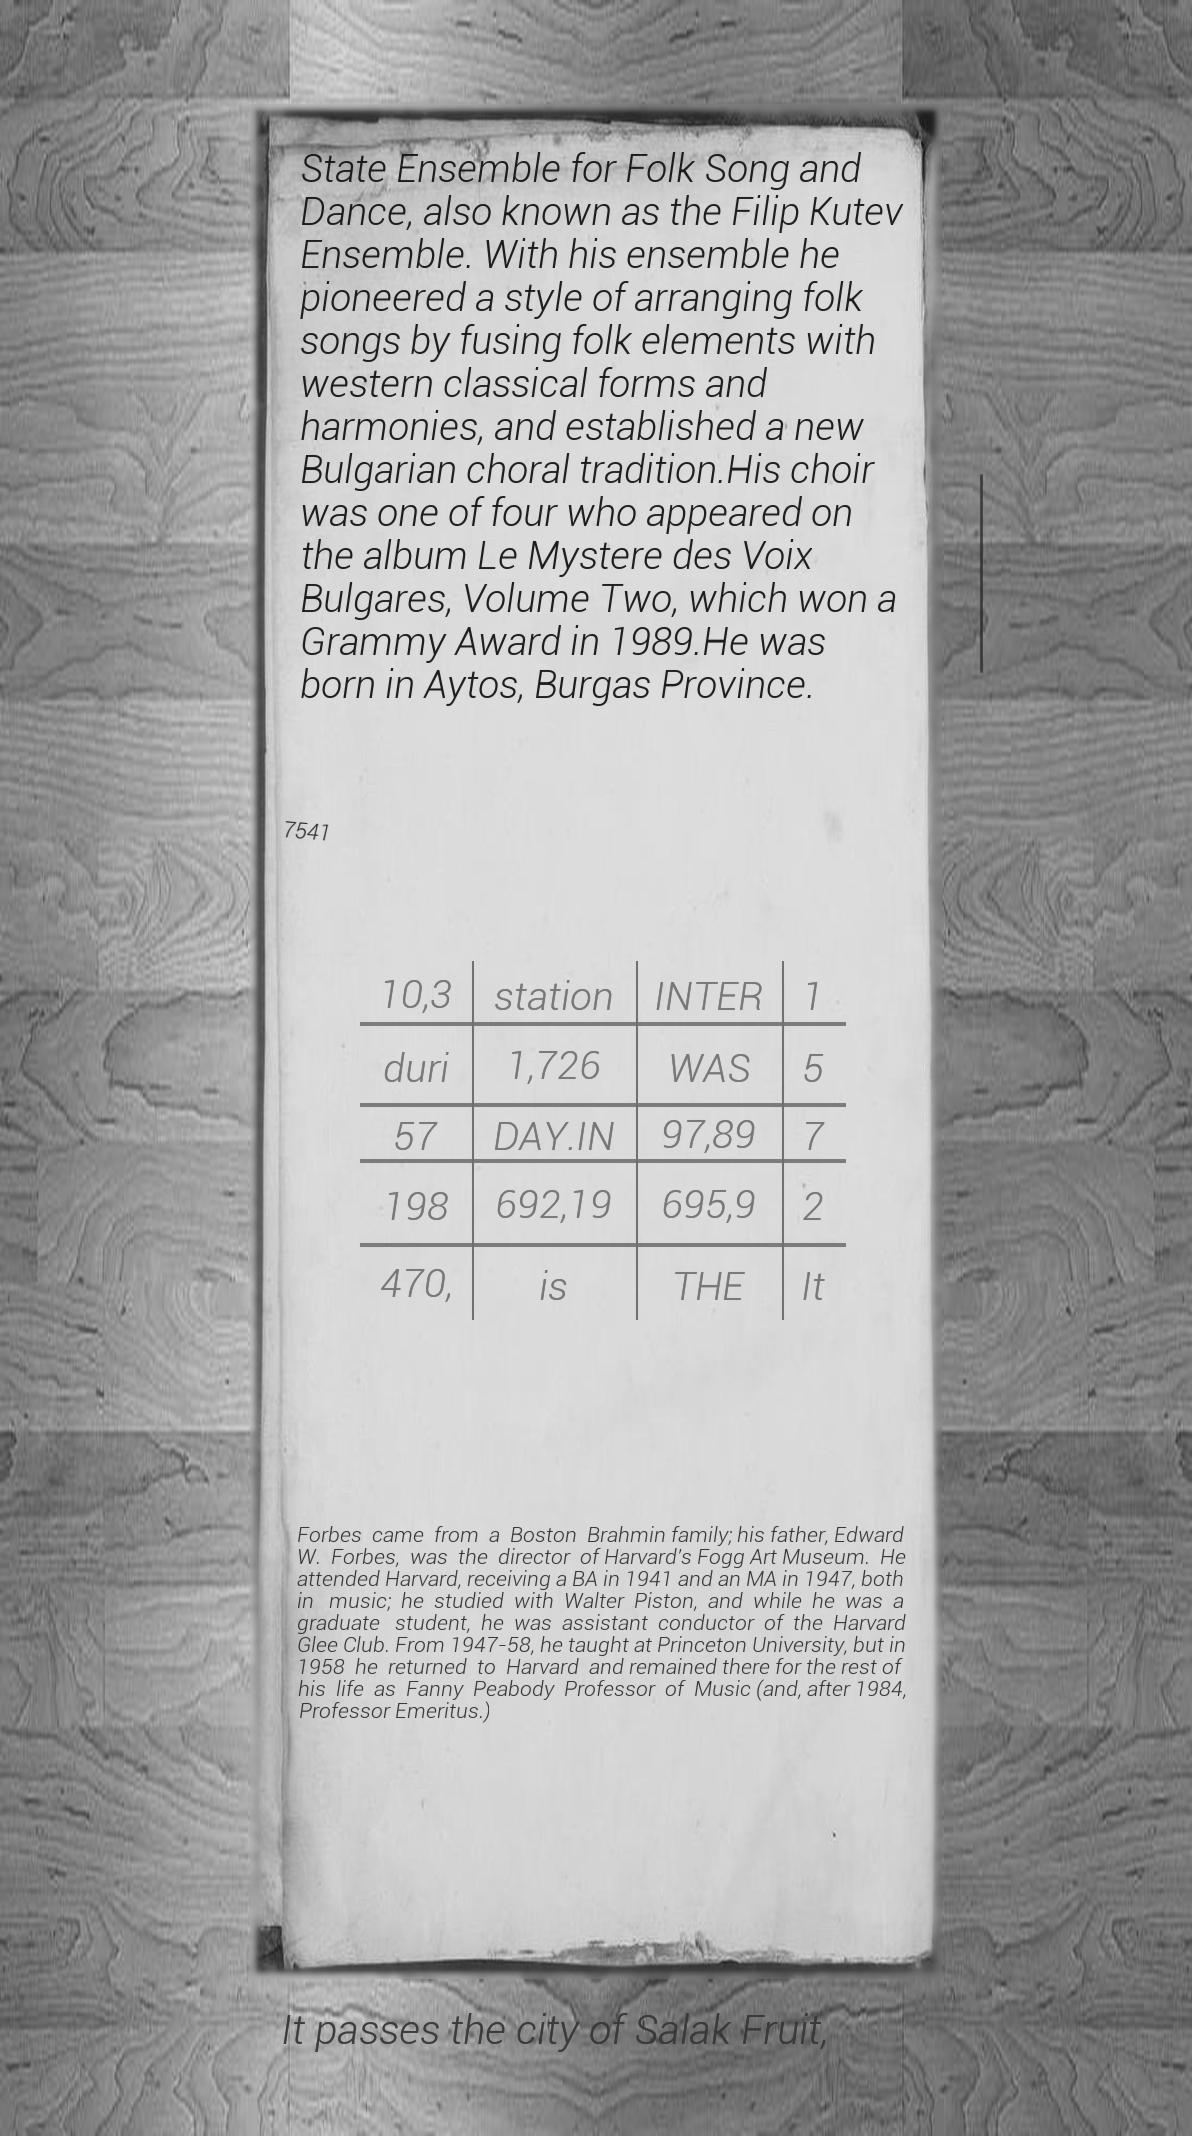 State Ensemble for Folk Song and
Dance, also known as the Filip Kutev
Ensemble. With his ensemble he
pioneered a style of arranging folk
songs by fusing folk elements with
western classical forms and
harmonies, and established a new
Bulgarian choral tradition.His choir
was one of four who appeared on
the album Le Mystere des Voix
Bulgares, Volume Two, which won a
Grammy Award in 1989.He was
born in Aytos, Burgas Province.
7541
10,3 station INTER 1
duri 1,726 WAS 5
57 DAY.IN 97,89 7
198 692,19 695,9 2
470, is THE It
Forbes came from a Boston Brahmin family; his father, Edward
W. Forbes, was the director of Harvard's Fogg Art Museum. He
attended Harvard, receiving a BA in 1941 and an MA in 1947, both
in music; he studied with Walter Piston, and while he was a
graduate student, he was assistant conductor of the Harvard
Glee Club. From 1947-58, he taught at Princeton University, but in
1958 he returned to Harvard and remained there for the rest of
his life as Fanny Peabody Professor of Music (and, after 1984,
Professor Emeritus.)
It passes the city of Salak Fruit,